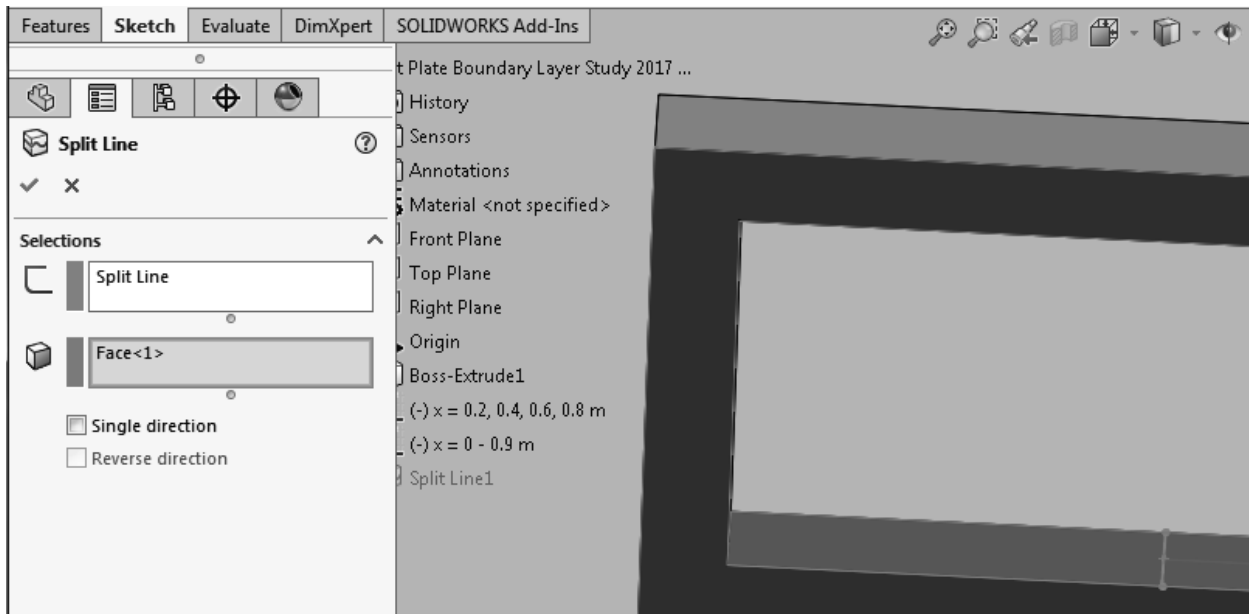 Features Sketch Evaluate DimXpert SOLIDWORKS Add-Ins
t Plate Boundary Layer Study 2017 ...
Split Line
Selections
Split Line
Face<1>
Single direction
Reverse direction
History
Sensors
Annotations
Material <not specified>
Front Plane
Top Plane
Right Plane
Origin
Boss-Extrude1
(-) x = 0.2, 0.4, 0.6, 0.8 m
(-) x = 0 - 0.9 m
Split Line1